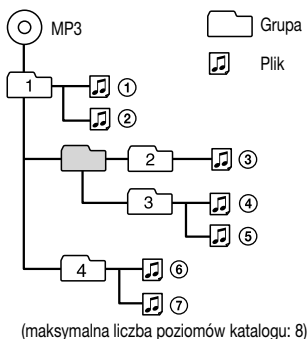 MP3
Grupa
Plik
1
①
②
2
③
3
④
⑤
4
⑥
⑦
(maksymalna liczba poziomów katalogu: 8)